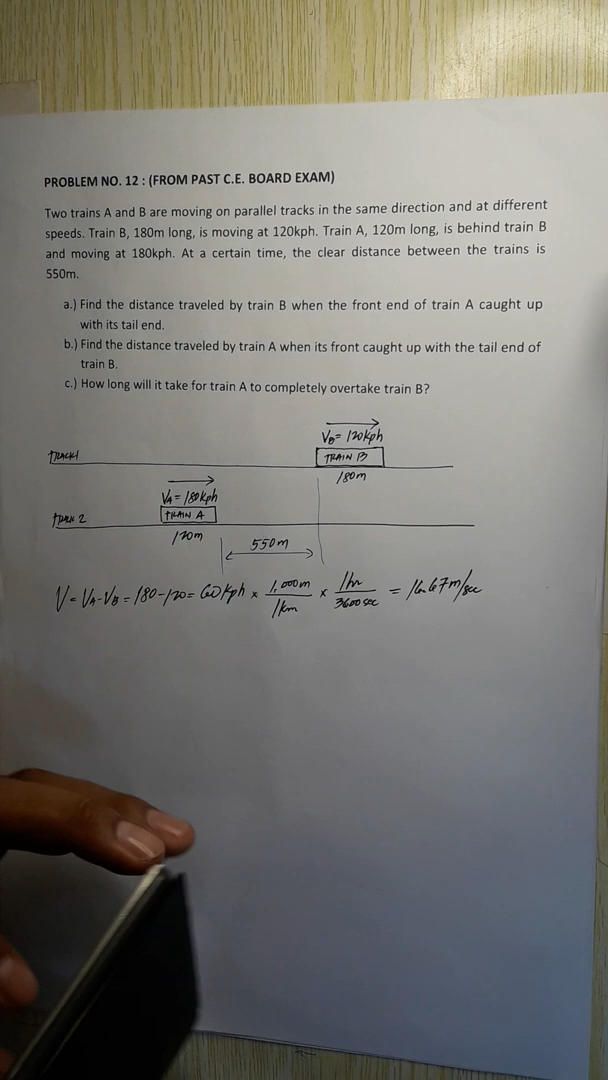 PROBLEM NO. 12 : (FROM PAST C.E. BOARD EXAM)
Two trains A and B are moving on parallel tracks in the same direction and at different
speeds. Train B, 180m long, is moving at 120kph. Train A, 120m long, is behind train B
and moving at 180kph. At a certain time, the clear distance between the trains is
550m.
a.) Find the distance traveled by train B when the front end of train A caught up
with its tail end.
b.) Find the distance traveled by train A when its front caught up with the tail end of
train B.
c.) How long will it take for train A to completely overtake train B?
VB = 120kph
TRACK 1
TRAIN B
180m
VA = 180kph
TRACK 2
TRAIN A
120m
550m
V = VA - VB = 180 - 120 = 60 kph x 1,000m / 1km x 1hr / 3600 sec = 16.67 m/sec